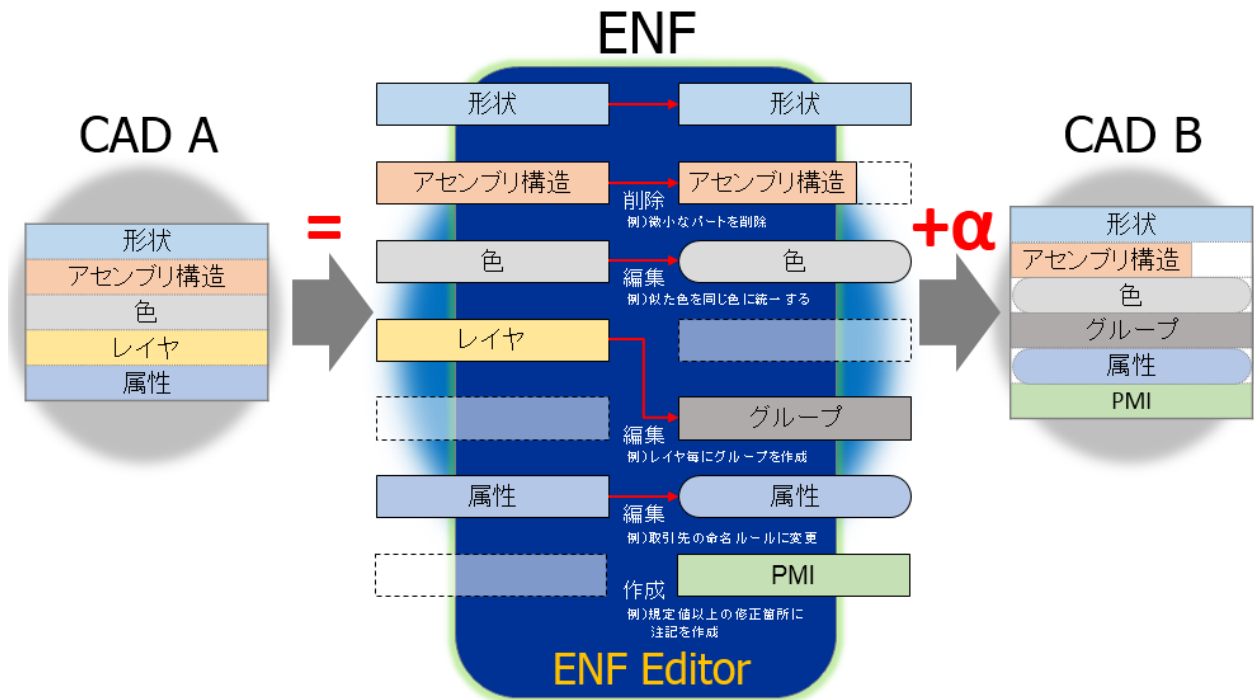 ENF
CAD A
形状
アセンブリ構造
色
レイヤ
属性
=
形状
形状
アセンブリ構造
アセンブリ構造
削除
例)微小なパートを削除
色
色
編集
例)似た色を同じ色に統一する
レイヤ
グループ
編集
例)レイヤ毎にグループを作成
属性
属性
編集
例)取引先の命名ルールに変更
PMI
作成
例)規定値以上の修正箇所に
注記を作成
ENF Editor
+α
CAD B
形状
アセンブリ構造
色
グループ
属性
PMI